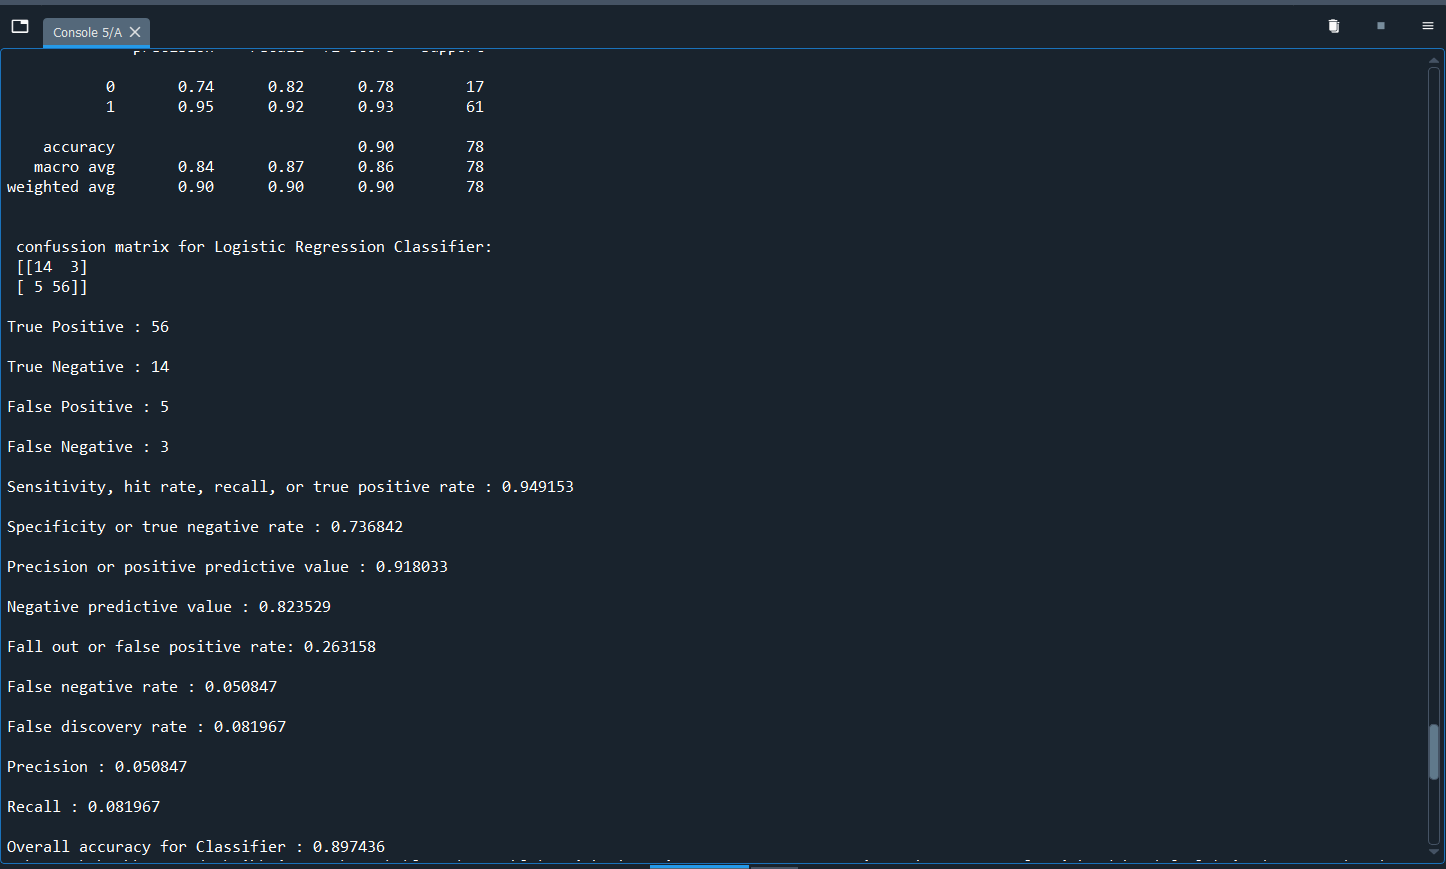 Console 5/A
0 0.74 0.82 0.78 17
1 0.95 0.92 0.93 61
accuracy 0.90 78
macro avg 0.84 0.87 0.86 78
weighted avg 0.90 0.90 0.90 78
confussion matrix for Logistic Regression Classifier:
[[14 3]
[ 5 56]]
True Positive : 56
True Negative : 14
False Positive : 5
False Negative : 3
Sensitivity, hit rate, recall, or true positive rate : 0.949153
Specificity or true negative rate : 0.736842
Precision or positive predictive value : 0.918033
Negative predictive value : 0.823529
Fall out or false positive rate: 0.263158
False negative rate : 0.050847
False discovery rate : 0.081967
Precision : 0.050847
Recall : 0.081967
Overall accuracy for Classifier : 0.897436